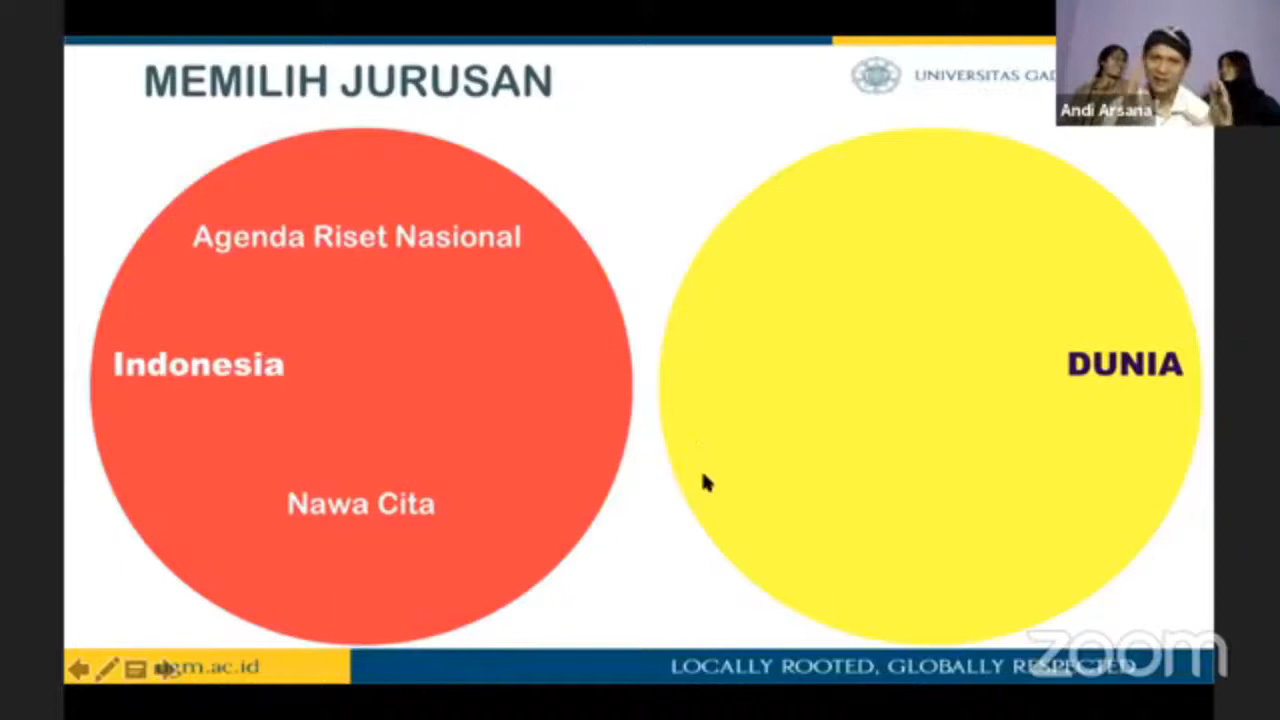 MEMILIH JURUSAN
UNIVERSITAS
Andi Arsana
Agenda Riset Nasional
Indonesia
DUNIA
Nawa Cita
ugm.ac.id
LOCALLY ROOTED, GLOBALLY RESPECTED
zoom